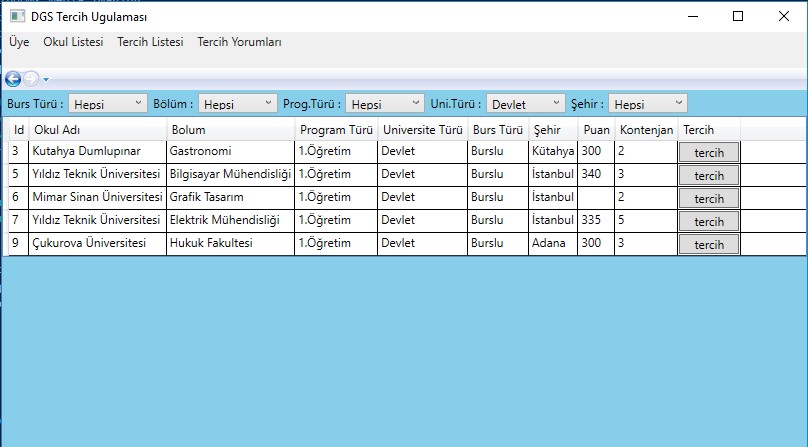 DGS Tercih Ugulaması
Üye Okul Listesi Tercih Listesi Tercih Yorumları
Burs Türü : Hepsi Bölüm : Hepsi Prog.Türü : Hepsi Uni.Türü : Devlet Şehir : Hepsi
Id Okul Adı Bolum Program Türü Universite Türü Burs Türü Şehir Puan Kontenjan Tercih
3 Kutahya Dumlupınar Gastronomi 1.Öğretim Devlet Burslu Kütahya 300 2 tercih
5 Yıldız Teknik Üniversitesi Bilgisayar Mühendisliği 1.Öğretim Devlet Burslu İstanbul 340 3 tercih
6 Mimar Sinan Üniversitesi Grafik Tasarım 1.Öğretim Devlet Burslu İstanbul 2 tercih
7 Yıldız Teknik Üniversitesi Elektrik Mühendisliği 1.Öğretim Devlet Burslu İstanbul 335 5 tercih
9 Çukurova Üniversitesi Hukuk Fakultesi 1.Öğretim Devlet Burslu Adana 300 3 tercih